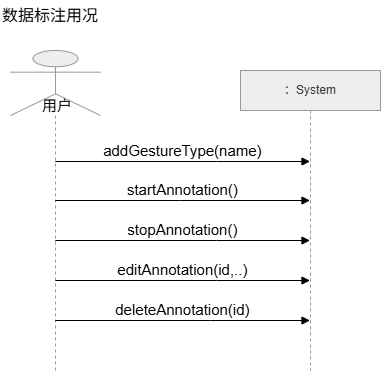 数据标注用况
用户
：System
addGestureType(name)
startAnnotation()
stopAnnotation()
editAnnotation(id,..)
deleteAnnotation(id)